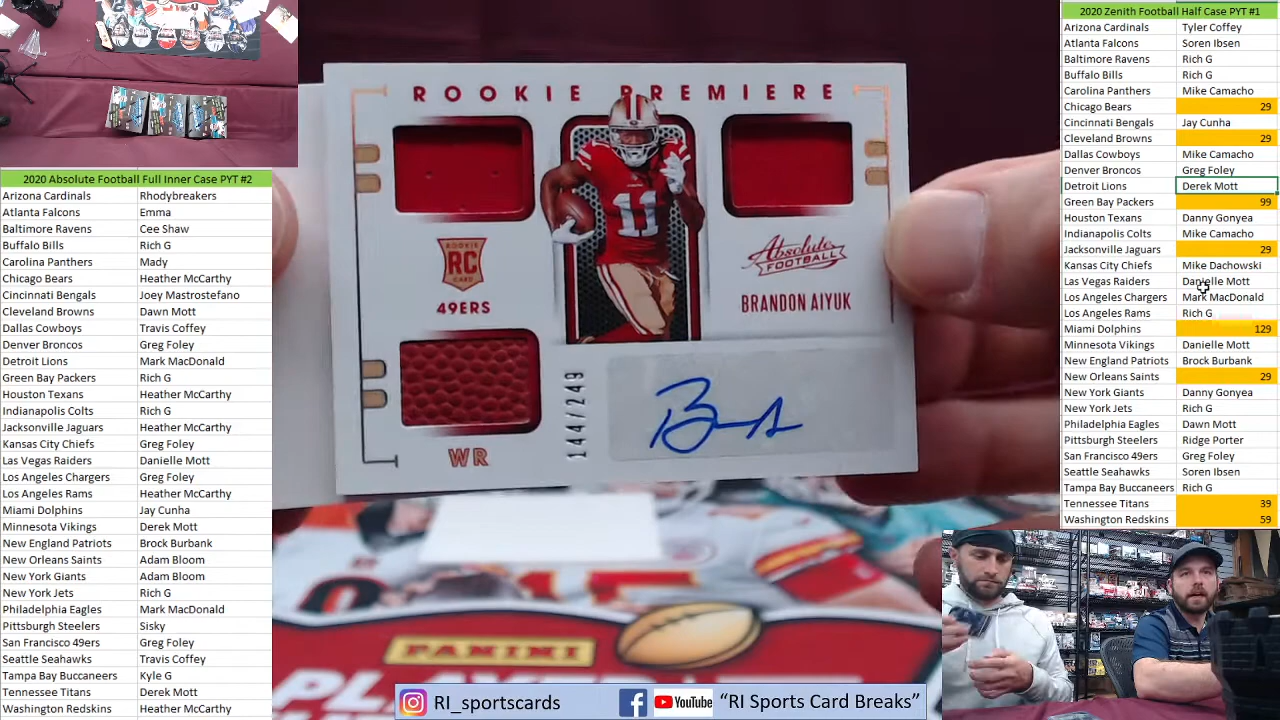 2020 Absolute Football Full Inner Case PYT #2
Arizona Cardinals Rhodybreakers
Atlanta Falcons Emma
Baltimore Ravens Cee Shaw
Buffalo Bills Rich G
Carolina Panthers Mady
Chicago Bears Heather McCarthy
Cincinnati Bengals Joey Mastrostefano
Cleveland Browns Dawn Mott
Dallas Cowboys Travis Coffey
Denver Broncos Greg Foley
Detroit Lions Mark MacDonald
Green Bay Packers Rich G
Houston Texans Heather McCarthy
Indianapolis Colts Rich G
Jacksonville Jaguars Heather McCarthy
Kansas City Chiefs Greg Foley
Las Vegas Raiders Danielle Mott
Los Angeles Chargers Greg Foley
Los Angeles Rams Heather McCarthy
Miami Dolphins Jay Cunha
Minnesota Vikings Derek Mott
New England Patriots Brock Burbank
New Orleans Saints Adam Bloom
New York Giants Adam Bloom
New York Jets Rich G
Philadelphia Eagles Mark MacDonald
Pittsburgh Steelers Sisky
San Francisco 49ers Greg Foley
Seattle Seahawks Travis Coffey
Tampa Bay Buccaneers Kyle G
Tennessee Titans Derek Mott
Washington Redskins Heather McCarthy
ROOKIE PREMIERE
11
ROOKIE
RC
CARD
49ERS
Absolute
FOOTBALL
BRANDON AIYUK
144/249
WR
15
PANINI
RI_sportscards
YouTube
"RI Sports Card Breaks"
2020 Zenith Football Half Case PYT #1
Arizona Cardinals Tyler Coffey
Atlanta Falcons Soren Ibsen
Baltimore Ravens Rich G
Buffalo Bills Rich G
Carolina Panthers Mike Camacho
Chicago Bears 29
Cincinnati Bengals Jay Cunha
Cleveland Browns 29
Dallas Cowboys Mike Camacho
Denver Broncos Greg Foley
Detroit Lions Derek Mott
Green Bay Packers 99
Houston Texans Danny Gonyea
Indianapolis Colts Mike Camacho
Jacksonville Jaguars 29
Kansas City Chiefs Mike Dachowski
Las Vegas Raiders Danielle Mott
Los Angeles Chargers Mark MacDonald
Los Angeles Rams Rich G
Miami Dolphins 129
Minnesota Vikings Danielle Mott
New England Patriots Brock Burbank
New Orleans Saints 29
New York Giants Danny Gonyea
New York Jets Rich G
Philadelphia Eagles Dawn Mott
Pittsburgh Steelers Ridge Porter
San Francisco 49ers Greg Foley
Seattle Seahawks Soren Ibsen
Tampa Bay Buccaneers Rich G
Tennessee Titans 39
Washington Redskins 59